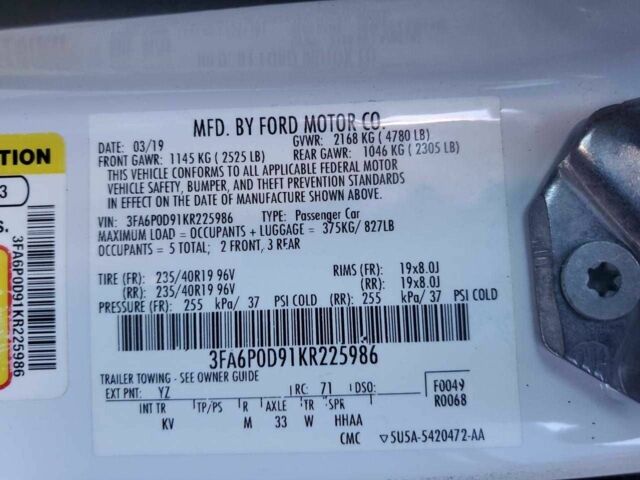 MFD. BY FORD MOTOR CO.
DATE: 03/19 GVWR: 2168 KG ( 4780 LB)
FRONT GAWR: 1145 KG ( 2525 LB) REAR GAWR: 1046 KG ( 2305 LB)
THIS VEHICLE CONFORMS TO ALL APPLICABLE FEDERAL MOTOR
VEHICLE SAFETY, BUMPER, AND THEFT PREVENTION STANDARDS
IN EFFECT ON THE DATE OF MANUFACTURE SHOWN ABOVE.
VIN: 3FA6P0D91KR225986 TYPE: Passenger Car
MAXIMUM LOAD = OCCUPANTS + LUGGAGE = 375KG/ 827LB
OCCUPANTS = 5 TOTAL; 2 FRONT, 3 REAR
TIRE (FR): 235/40R19 96V RIMS (FR): 19x8.0J
(RR): 235/40R19 96V (RR): 19x8.0J
PRESSURE (FR): 255 kPa/ 37 PSI COLD (RR): 255 kPa/ 37 PSI COLD
3FA6P0D91KR225986
TRAILER TOWING - SEE OWNER GUIDE
EXT PNT: YZ RC: 71 DSO: F0049
INT TR TP/PS R AXLE TR SPR R0068
KV M 33 W HHAA
CMC ▽5U5A-5420472-AA
TION
3
S.
3FA6P0D91KR225986